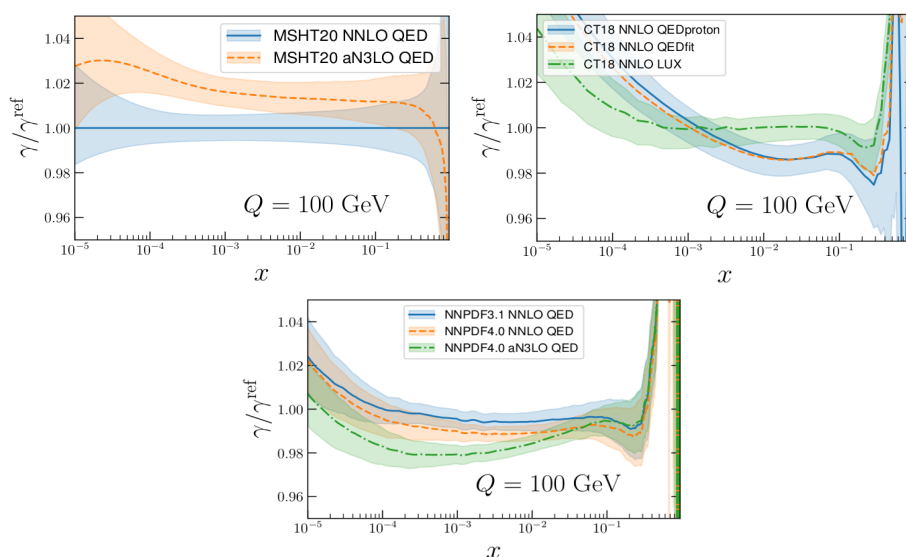 1.04
1.02
1.00
0.98
0.96
γ/γ^ref
MSHT20 NNLO QED
MSHT20 aN3LO QED
Q = 100 GeV
10^−5
10^−4
10^−3
10^−2
10^−1
x
1.04
1.02
1.00
0.98
0.96
γ/γ^ref
CT18 NNLO QEDproton
CT18 NNLO QEDfit
CT18 NNLO LUX
Q = 100 GeV
10^−5
10^−4
10^−3
10^−2
10^−1
x
1.04
1.02
1.00
0.98
0.96
γ/γ^ref
NNPDF3.1 NNLO QED
NNPDF4.0 NNLO QED
NNPDF4.0 aN3LO QED
Q = 100 GeV
10^−5
10^−4
10^−3
10^−2
10^−1
x